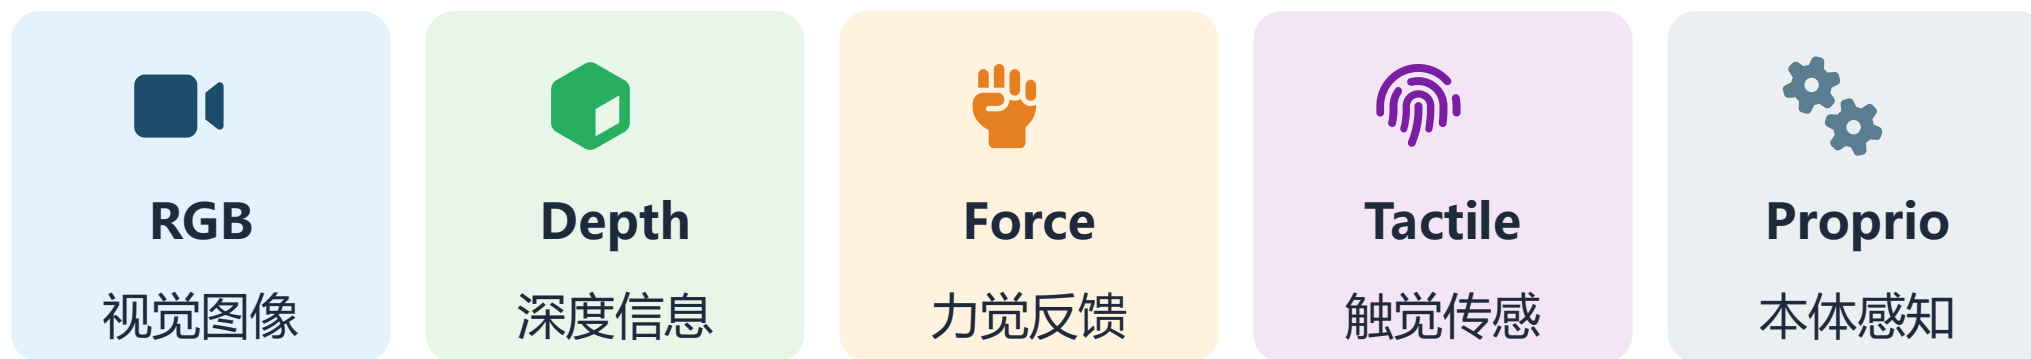 RGB
视觉图像
Depth
深度信息
Force
力觉反馈
Tactile
触觉传感
Proprio
本体感知